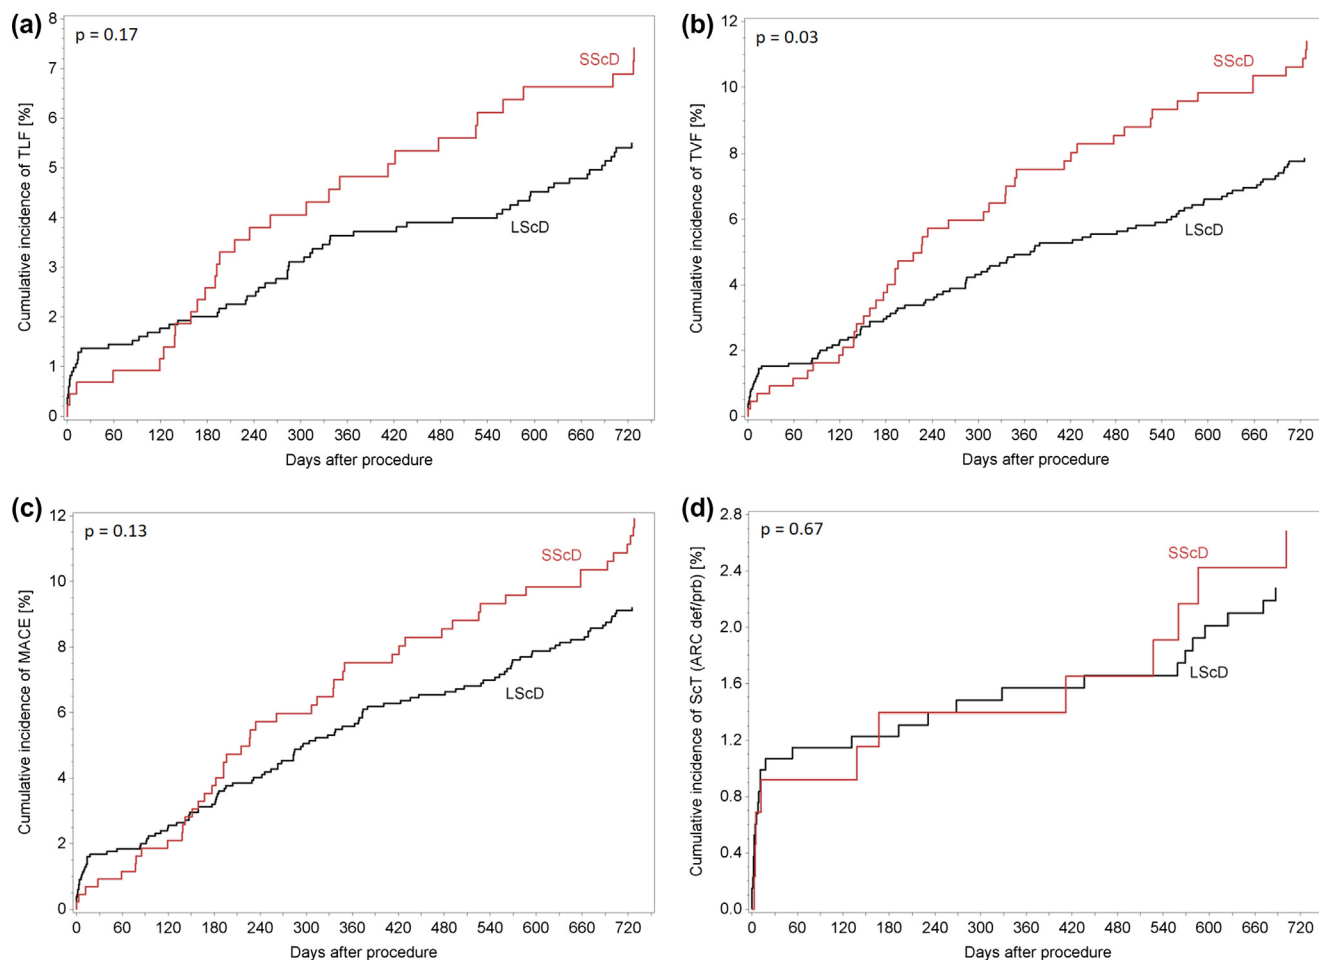 (a)
p = 0.17
SScD
LScD
Cumulative incidence of TLF [%]
8
7
6
5
4
3
2
1
0
0 60 120 180 240 300 360 420 480 540 600 660 720
Days after procedure
(b)
p = 0.03
SScD
LScD
Cumulative incidence of TVF [%]
12
10
8
6
4
2
0
0 60 120 180 240 300 360 420 480 540 600 660 720
Days after procedure
(c)
p = 0.13
SScD
LScD
Cumulative incidence of MACE [%]
12
10
8
6
4
2
0
0 60 120 180 240 300 360 420 480 540 600 660 720
Days after procedure
(d)
p = 0.67
SScD
LScD
Cumulative incidence of ScT (ARC def/prb) [%]
2.8
2.4
2.0
1.6
1.2
0.8
0.4
0.0
0 60 120 180 240 300 360 420 480 540 600 660 720
Days after procedure